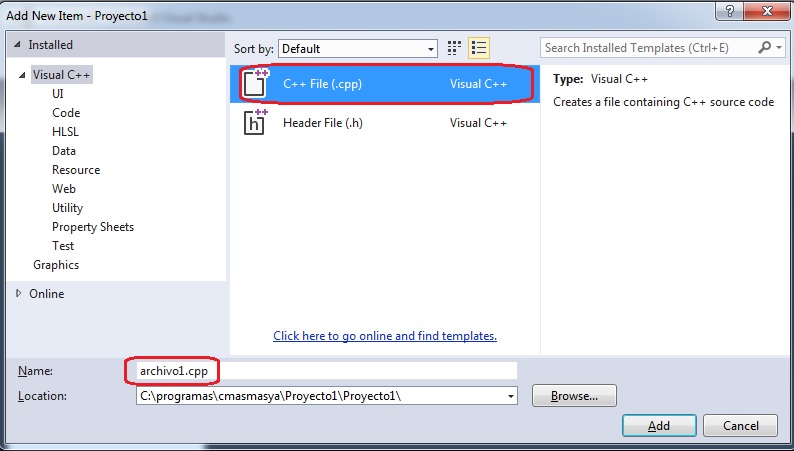 Add New Item - Proyecto1
Installed
Sort by: Default
Search Installed Templates (Ctrl+E)
Visual C++
UI
Code
HLSL
Data
Resource
Web
Utility
Property Sheets
Test
Graphics
Online
C++ File (.cpp) Visual C++
Header File (.h) Visual C++
Type: Visual C++
Creates a file containing C++ source code
Click here to go online and find templates.
Name: archivo1.cpp
Location: C:\programas\cmasmasya\Proyecto1\Proyecto1\
Browse...
Add Cancel